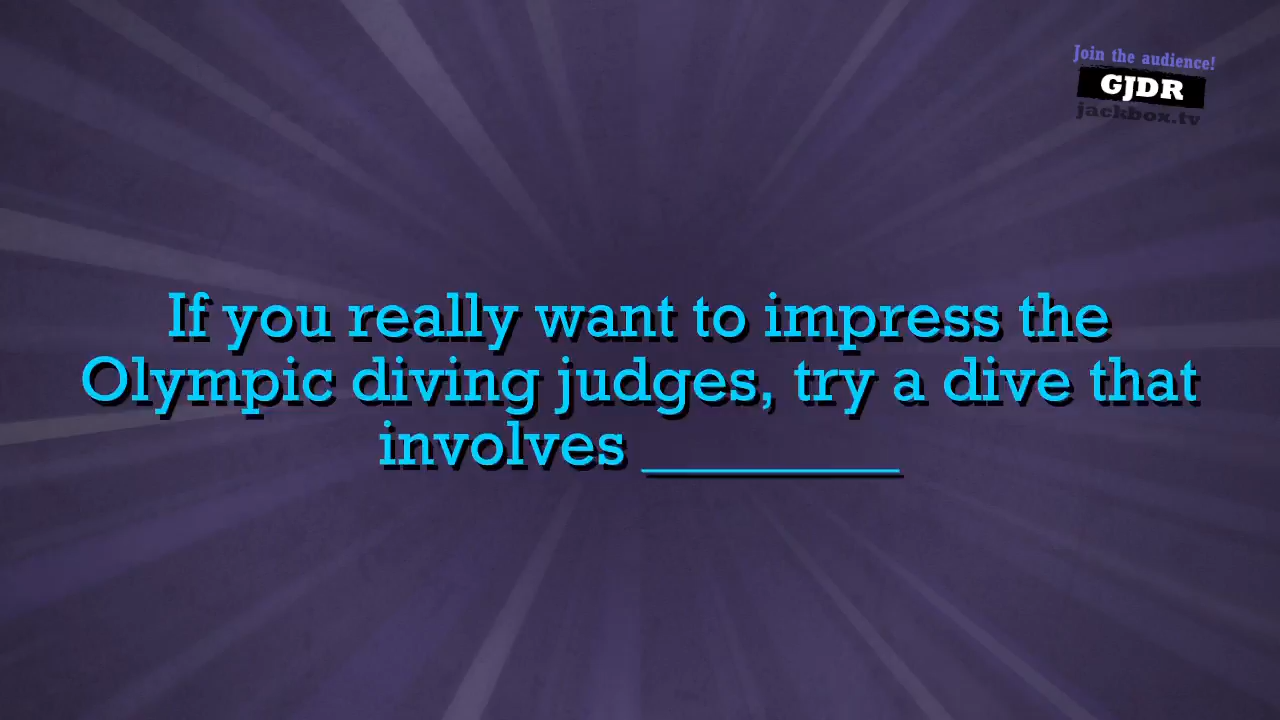 Join the audience!
GJDR
jackbox.tv
If you really want to impress the
Olympic diving judges, try a dive that
involves _________